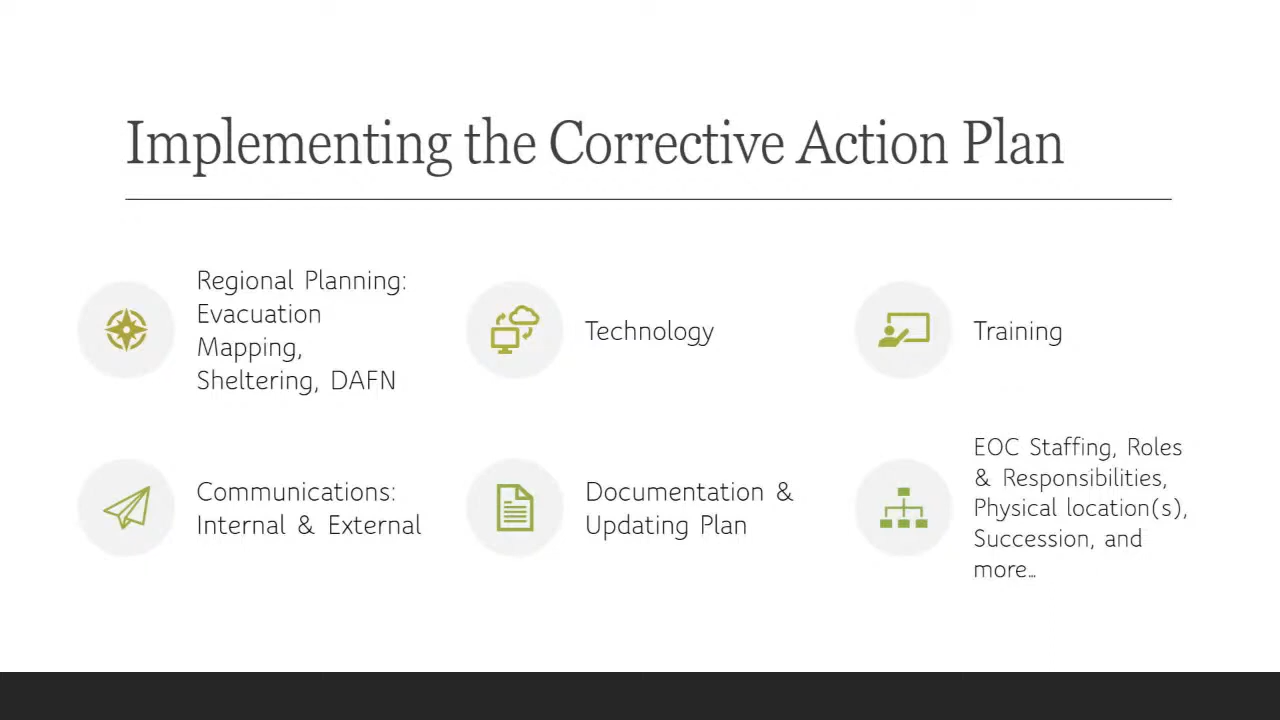 Implementing the Corrective Action Plan
Regional Planning:
Evacuation
Mapping,
Sheltering, DAFN
Technology
Training
Communications:
Internal & External
Documentation &
Updating Plan
EOC Staffing, Roles
& Responsibilities,
Physical location(s),
Succession, and
more…